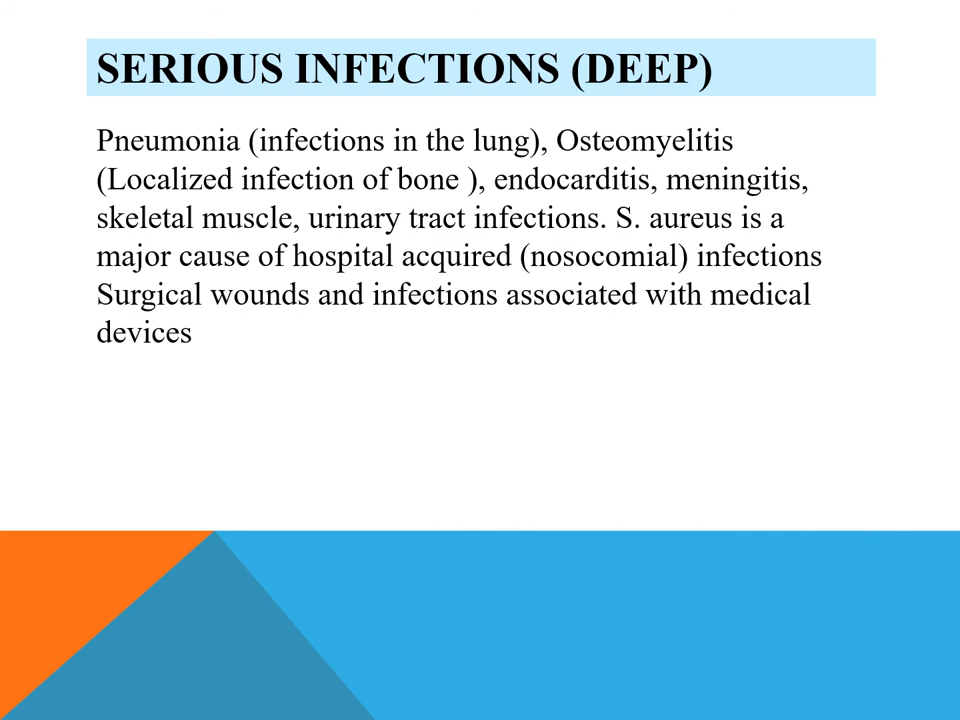 SERIOUS INFECTIONS (DEEP)
Pneumonia (infections in the lung), Osteomyelitis
(Localized infection of bone ), endocarditis, meningitis,
skeletal muscle, urinary tract infections. S. aureus is a
major cause of hospital acquired (nosocomial) infections
Surgical wounds and infections associated with medical
devices